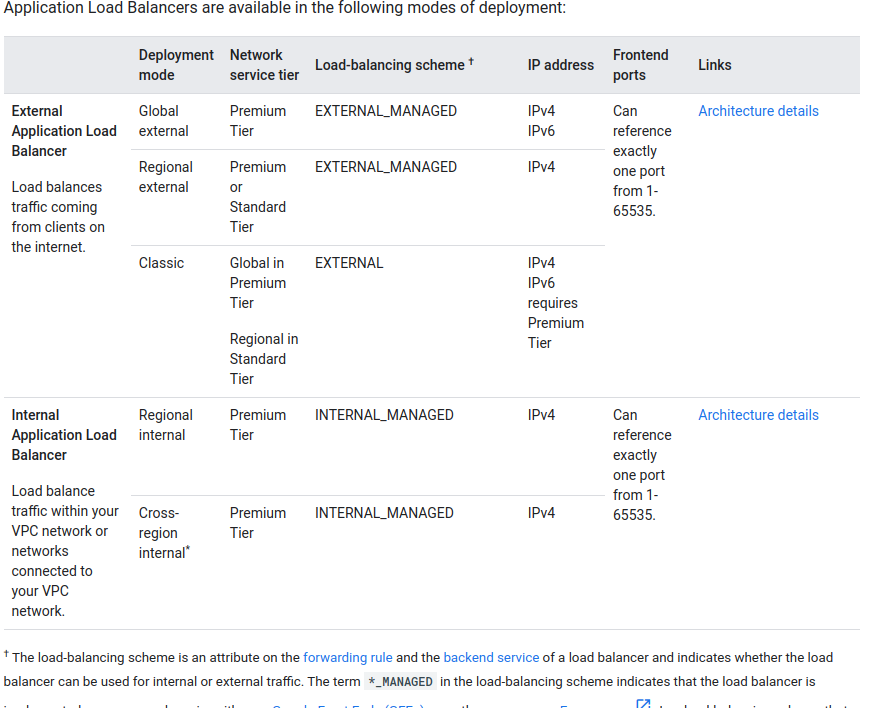 Application Load Balancers are available in the following modes of deployment:
Deployment mode
Network service tier
Load-balancing scheme †
IP address
Frontend ports
Links
External Application Load Balancer
Load balances traffic coming from clients on the internet.
Global external
Premium Tier
EXTERNAL_MANAGED
IPv4
IPv6
Can reference exactly one port from 1-65535.
Architecture details
Regional external
Premium or Standard Tier
EXTERNAL_MANAGED
IPv4
Classic
Global in Premium Tier
Regional in Standard Tier
EXTERNAL
IPv4
IPv6 requires Premium Tier
Internal Application Load Balancer
Load balance traffic within your VPC network or networks connected to your VPC network.
Regional internal
Premium Tier
INTERNAL_MANAGED
IPv4
Can reference exactly one port from 1-65535.
Architecture details
Cross-region internal*
Premium Tier
INTERNAL_MANAGED
IPv4
† The load-balancing scheme is an attribute on the forwarding rule and the backend service of a load balancer and indicates whether the load
balancer can be used for internal or external traffic. The term *_MANAGED in the load-balancing scheme indicates that the load balancer is